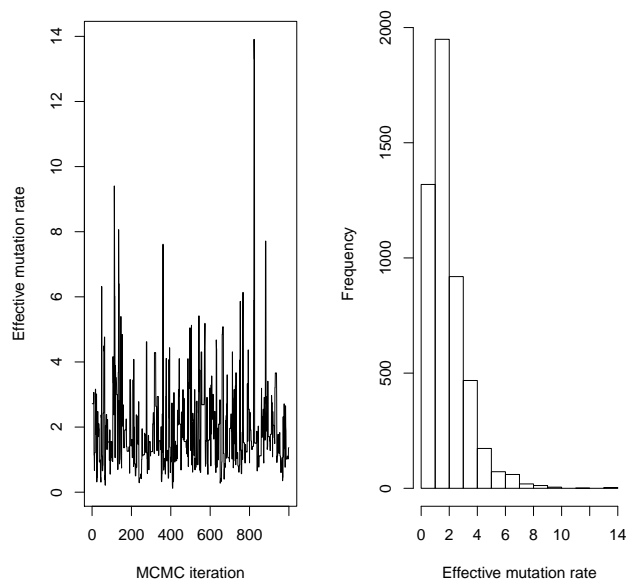 Effective mutation rate
14
12
10
8
6
4
2
0
0 200 400 600 800
MCMC iteration
Frequency
2000
1500
1000
500
0
0 2 4 6 8 10 14
Effective mutation rate